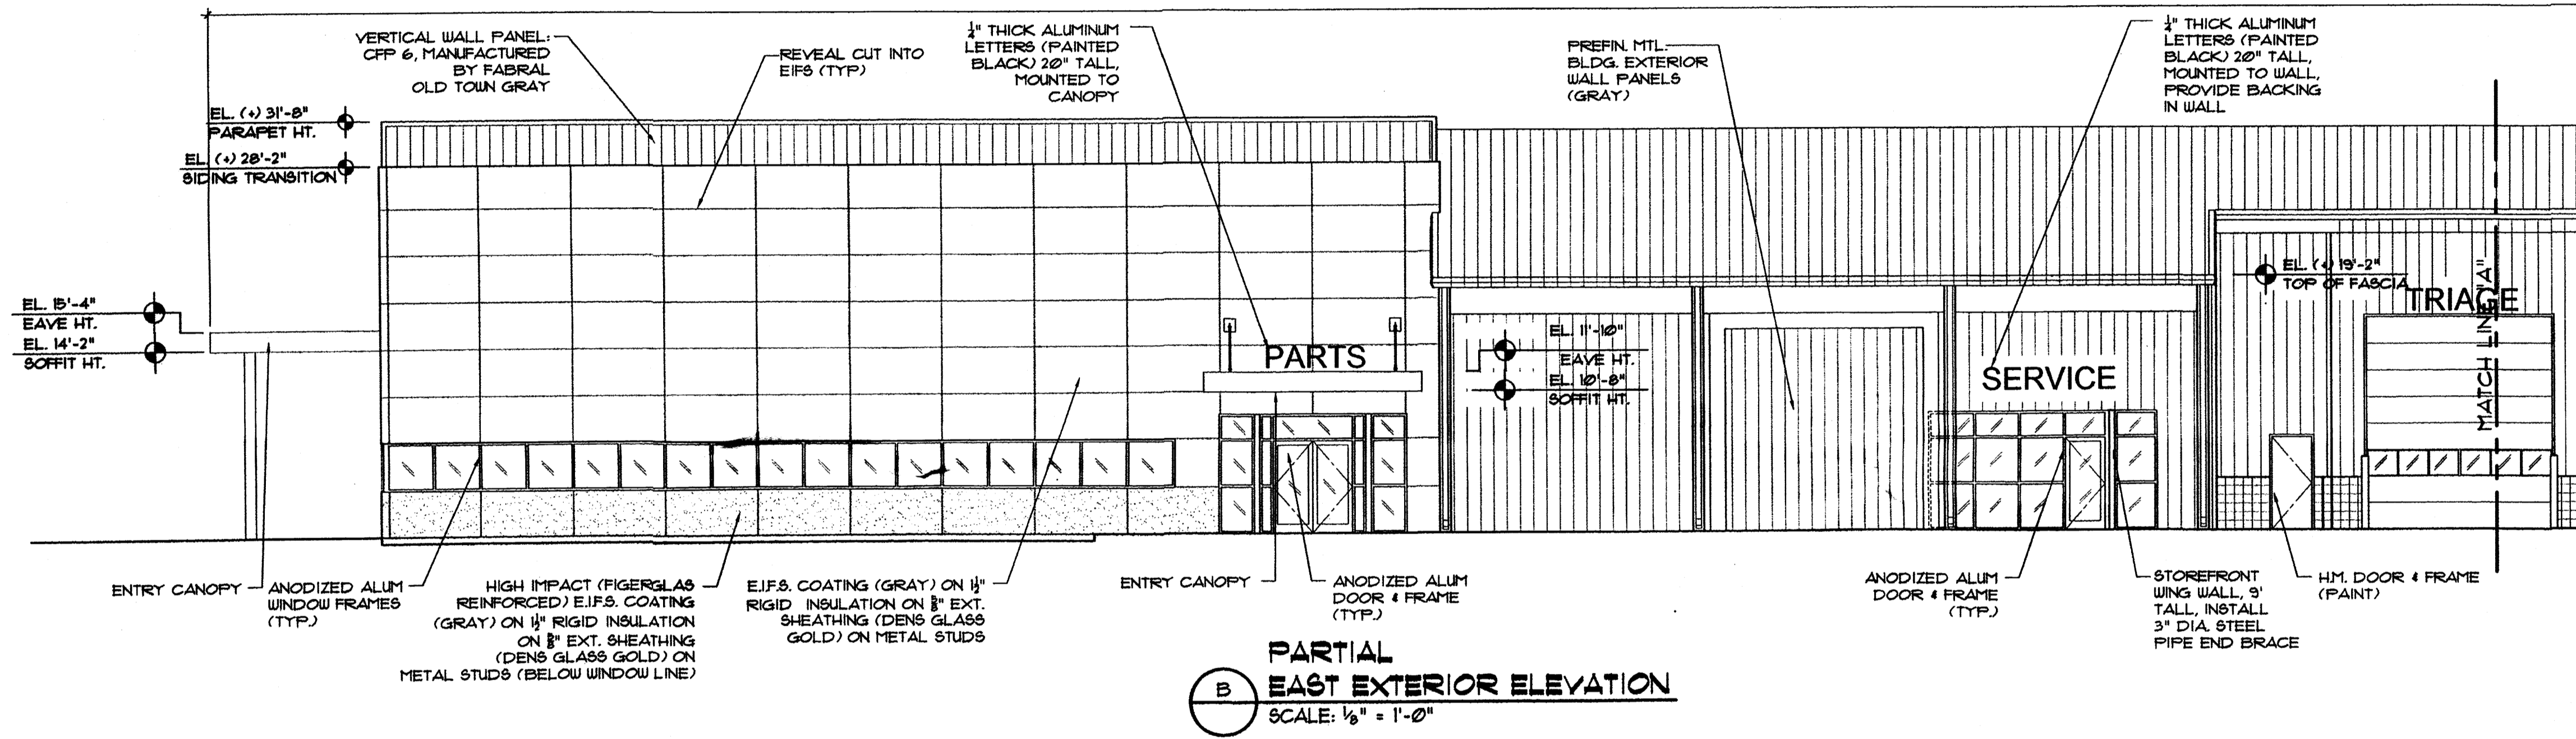 VERTICAL WALL PANEL:
CFP 6, MANUFACTURED
BY FABRAL
OLD TOWN GRAY
REVEAL CUT INTO
EIFS (TYP)
¼" THICK ALUMINUM
LETTERS (PAINTED
BLACK) 20" TALL,
MOUNTED TO
CANOPY
PREFIN. MTL.
BLDG. EXTERIOR
WALL PANELS
(GRAY)
¼" THICK ALUMINUM
LETTERS (PAINTED
BLACK) 20" TALL,
MOUNTED TO WALL,
PROVIDE BACKING
IN WALL
EL. (+) 31'-8"
PARAPET HT.
EL. (+) 28'-2"
SIDING TRANSITION
EL. 15'-4"
EAVE HT.
EL. 14'-2"
SOFFIT HT.
PARTS
EL. 11'-10"
EAVE HT.
EL. 10'-8"
SOFFIT HT.
SERVICE
EL. (+) 19'-2"
TOP OF FASCIA
TRIAGE
MATCH LINE "A"
ENTRY CANOPY
ANODIZED ALUM
WINDOW FRAMES
(TYP.)
HIGH IMPACT (FIGERGLAS
REINFORCED) E.I.F.S. COATING
(GRAY) ON 1½" RIGID INSULATION
ON ⅝" EXT. SHEATHING
(DENS GLASS GOLD) ON
METAL STUDS (BELOW WINDOW LINE)
E.I.F.S. COATING (GRAY) ON 1½"
RIGID INSULATION ON ⅝" EXT.
SHEATHING (DENS GLASS
GOLD) ON METAL STUDS
ENTRY CANOPY
ANODIZED ALUM
DOOR & FRAME
(TYP.)
ANODIZED ALUM
DOOR & FRAME
(TYP.)
STOREFRONT
WING WALL, 9'
TALL, INSTALL
3" DIA. STEEL
PIPE END BRACE
H.M. DOOR & FRAME
(PAINT)
B
PARTIAL
EAST EXTERIOR ELEVATION
SCALE: ⅛" = 1'-0"